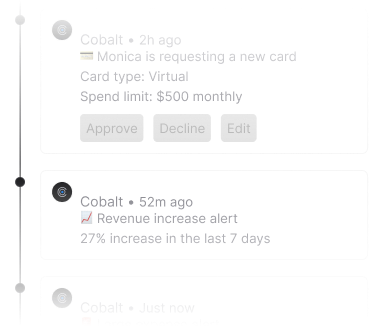 Cobalt • 2h ago
💳 Monica is requesting a new card
Card type: Virtual
Spend limit: $500 monthly
Approve Decline Edit
Cobalt • 52m ago
📈 Revenue increase alert
27% increase in the last 7 days
Cobalt • Just now